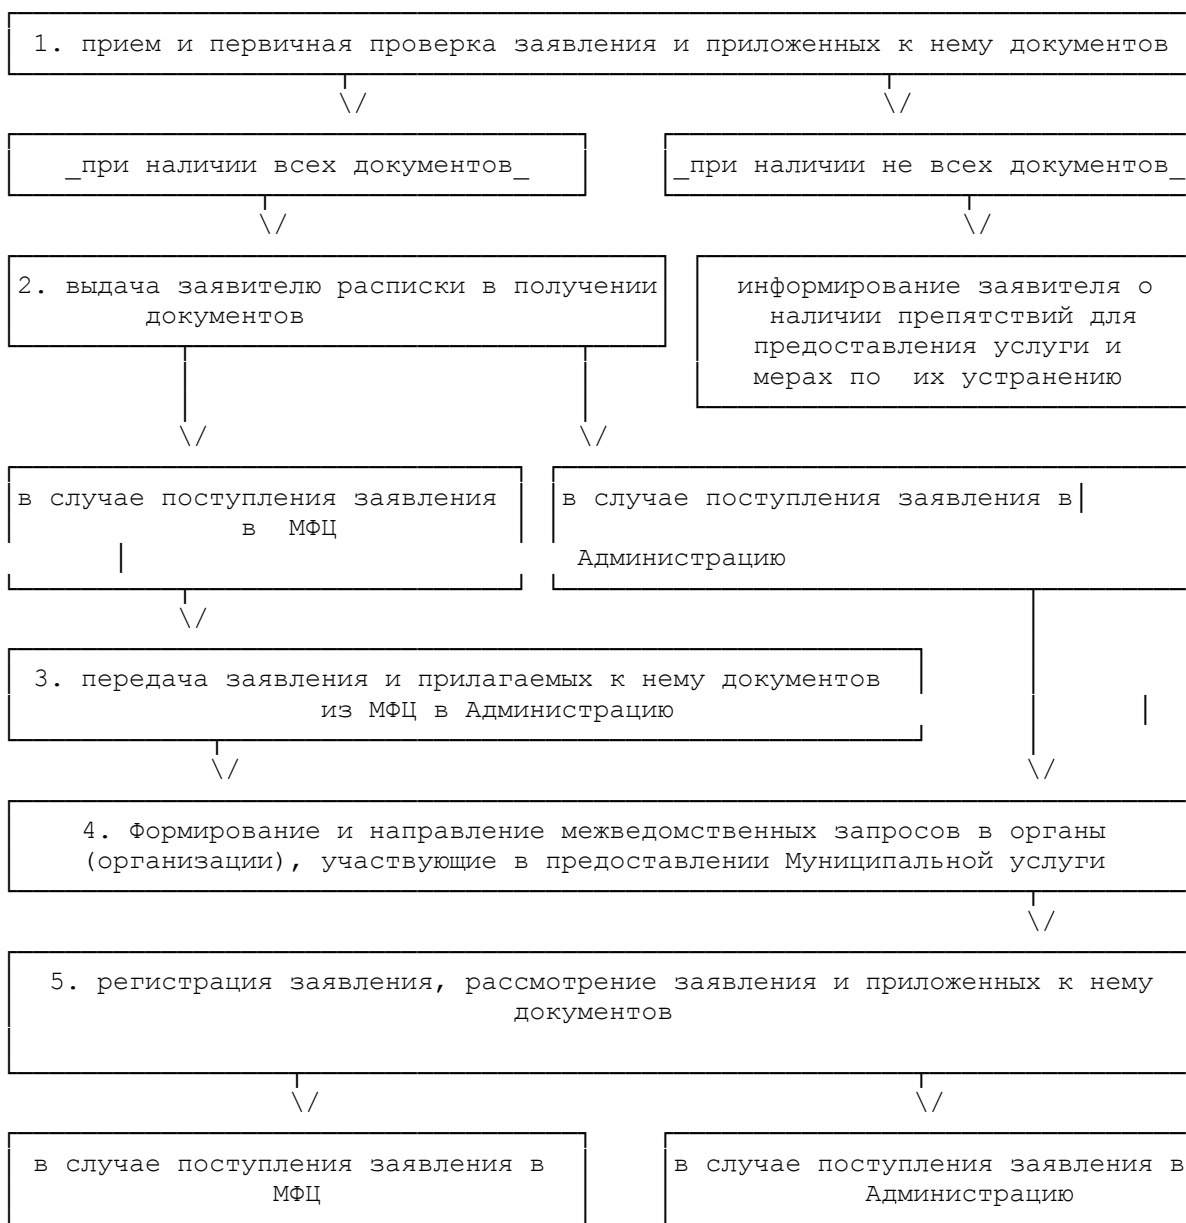 1. прием и первичная проверка заявления и приложенных к нему документов
_при наличии всех документов_
_при наличии не всех документов_
2. выдача заявителю расписки в получении
документов
информирование заявителя о
наличии препятствий для
предоставления услуги и
мерах по их устранению
в случае поступления заявления
в МФЦ
в случае поступления заявления в
Администрацию
3. передача заявления и прилагаемых к нему документов
из МФЦ в Администрацию
4. Формирование и направление межведомственных запросов в органы
(организации), участвующие в предоставлении Муниципальной услуги
5. регистрация заявления, рассмотрение заявления и приложенных к нему
документов
в случае поступления заявления в
МФЦ
в случае поступления заявления в
Администрацию